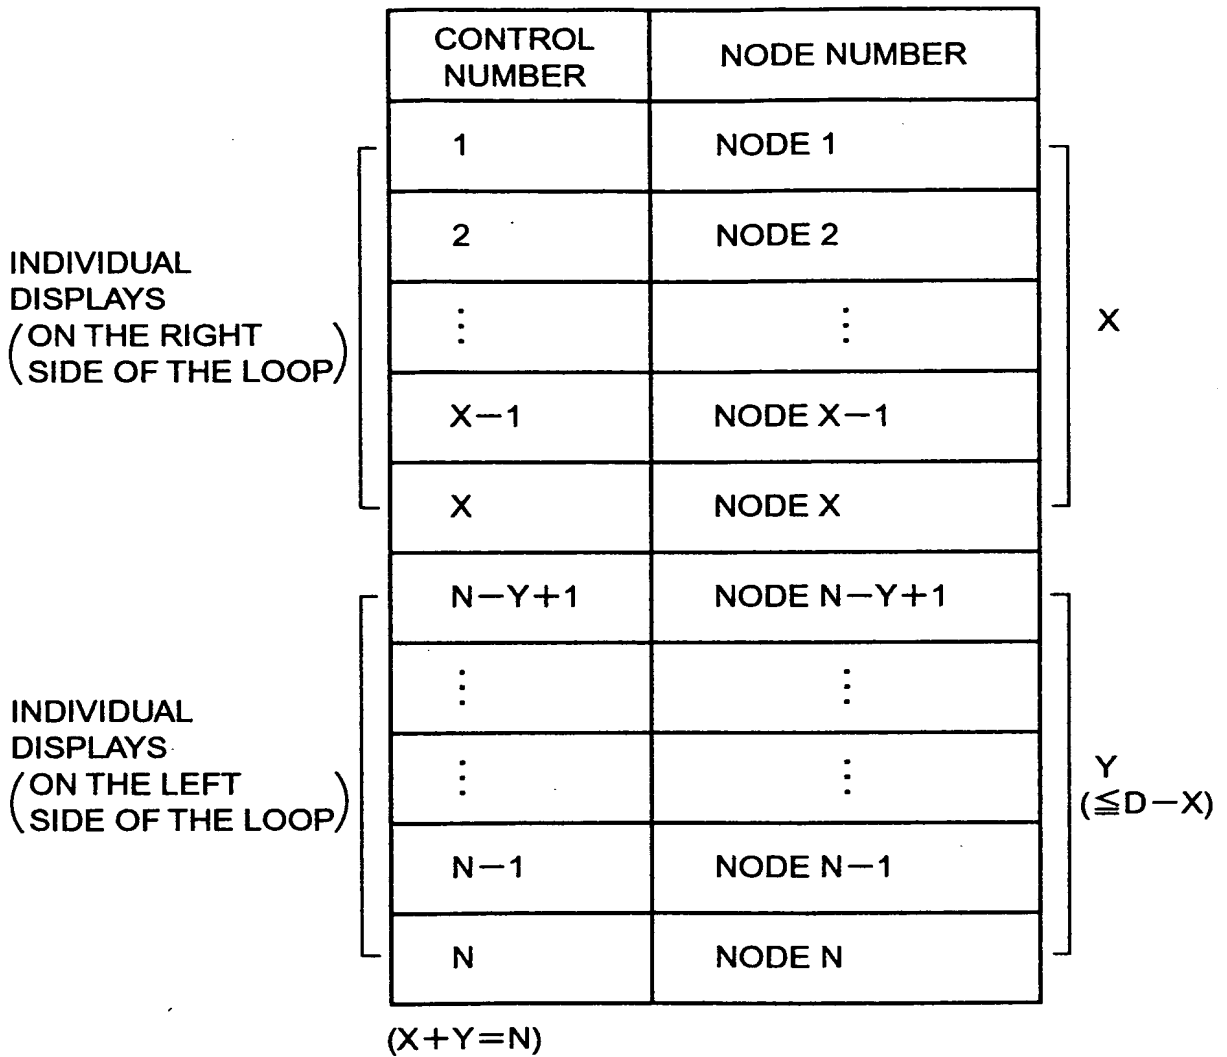 CONTROL NUMBER NODE NUMBER
1 NODE 1
2 NODE 2
⋮ ⋮
X−1 NODE X−1
X NODE X
N−Y+1 NODE N−Y+1
⋮ ⋮
⋮ ⋮
N−1 NODE N−1
N NODE N
INDIVIDUAL
DISPLAYS
(ON THE RIGHT
SIDE OF THE LOOP)
X
INDIVIDUAL
DISPLAYS
(ON THE LEFT
SIDE OF THE LOOP)
Y
(≦D−X)
(X+Y=N)